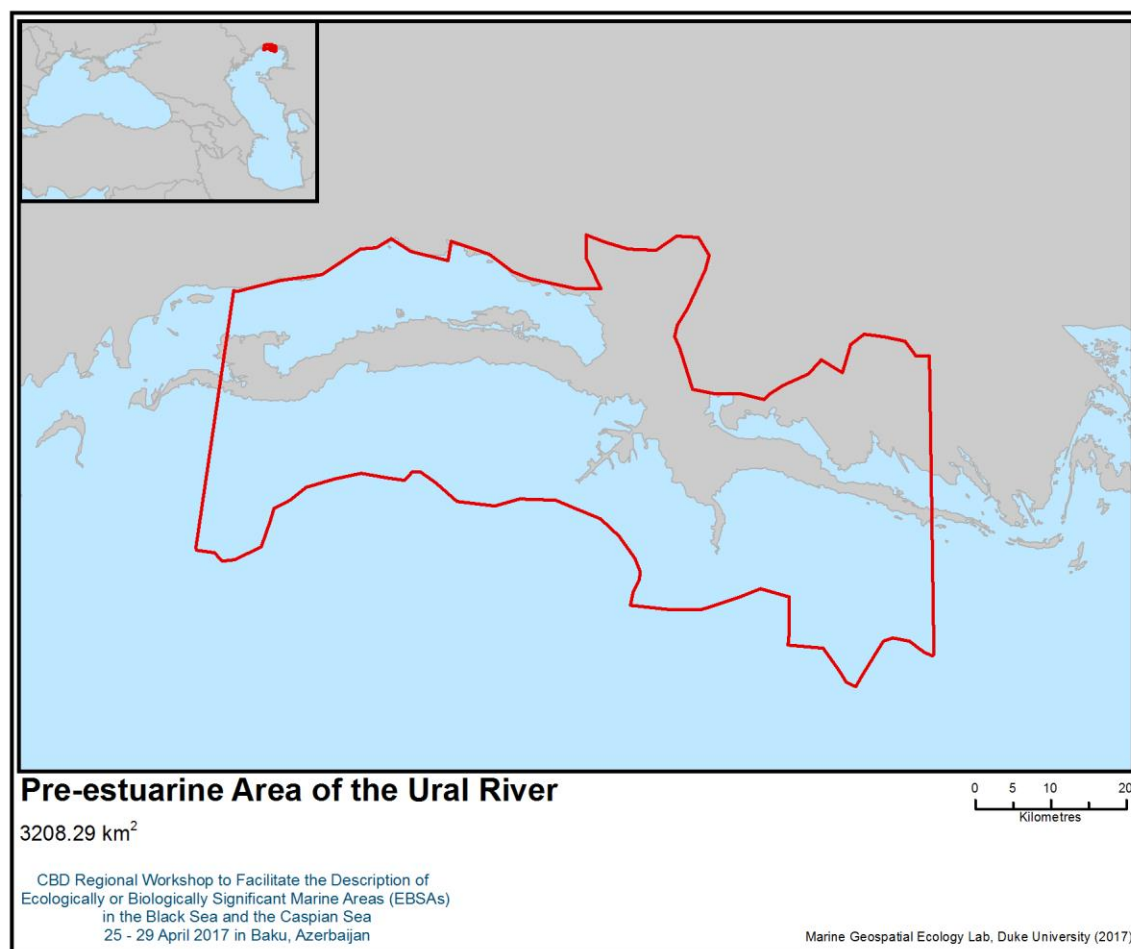 Pre-estuarine Area of the Ural River
3208.29 km²
0 5 10 20
Kilometres
CBD Regional Workshop to Facilitate the Description of
Ecologically or Biologically Significant Marine Areas (EBSAs)
in the Black Sea and the Caspian Sea
25 - 29 April 2017 in Baku, Azerbaijan
Marine Geospatial Ecology Lab, Duke University (2017)